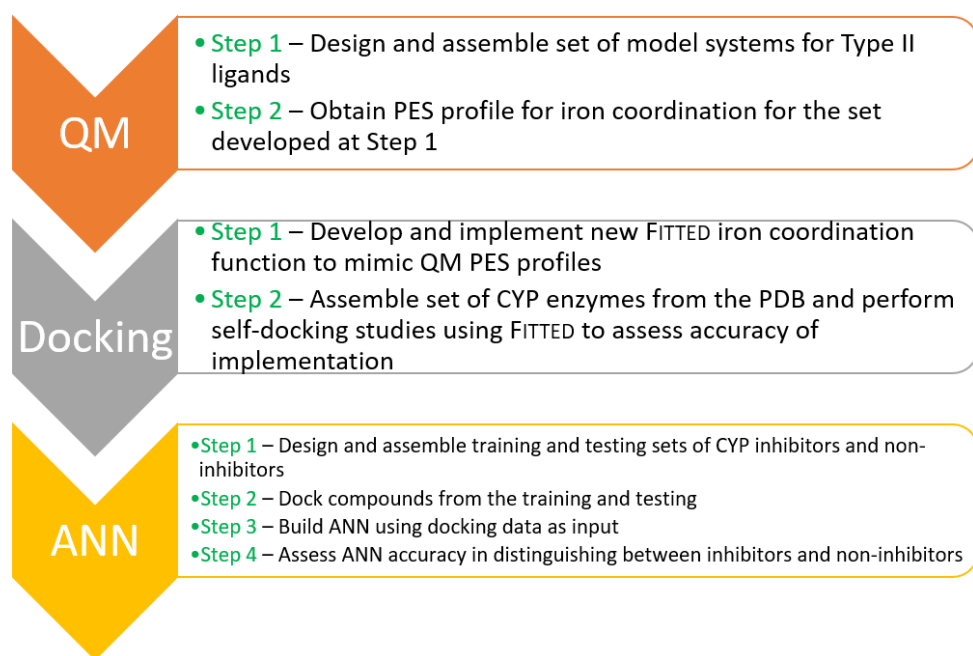 QM
• Step 1 – Design and assemble set of model systems for Type II
ligands
• Step 2 – Obtain PES profile for iron coordination for the set
developed at Step 1
Docking
• Step 1 – Develop and implement new FITTED iron coordination
function to mimic QM PES profiles
• Step 2 – Assemble set of CYP enzymes from the PDB and perform
self-docking studies using FITTED to assess accuracy of
implementation
ANN
•Step 1 – Design and assemble training and testing sets of CYP inhibitors and non-
inhibitors
•Step 2 – Dock compounds from the training and testing
•Step 3 – Build ANN using docking data as input
•Step 4 – Assess ANN accuracy in distinguishing between inhibitors and non-inhibitors